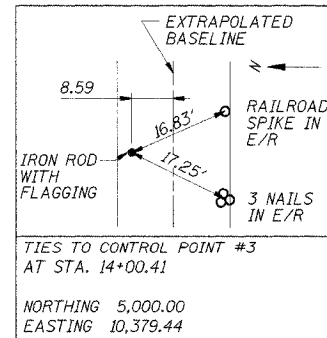 EXTRAPOLATED
BASELINE
8.59
N
16.83'
RAILROAD
SPIKE IN
E/R
IRON ROD
WITH
FLAGGING
17.25'
3 NAILS
IN E/R
TIES TO CONTROL POINT #3
AT STA. 14+00.41
NORTHING 5,000.00
EASTING 10,379.44